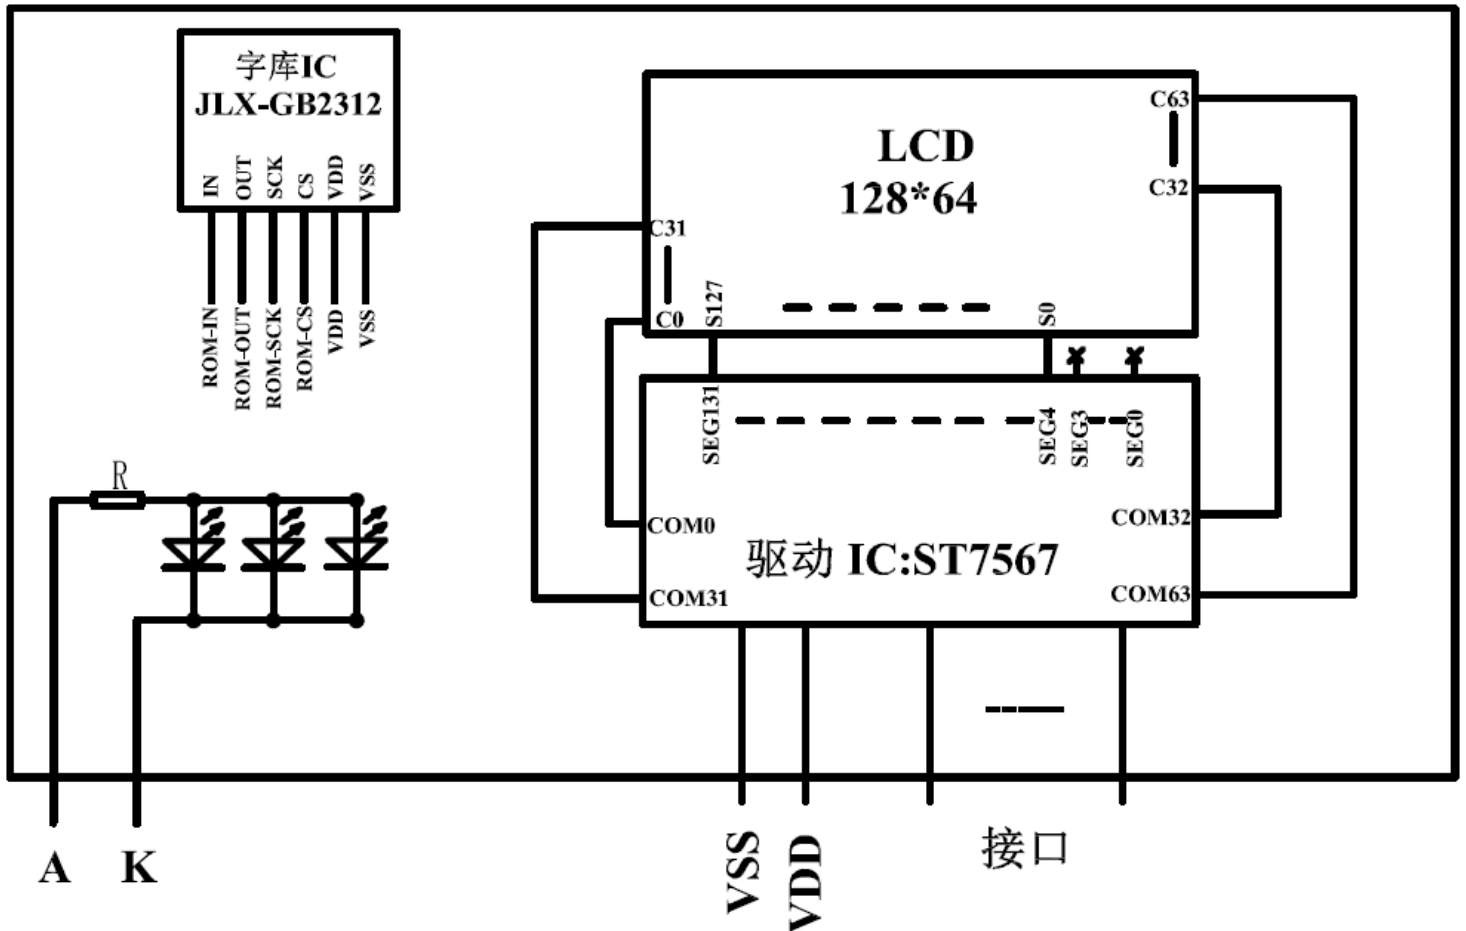 字库IC
JLX-GB2312
IN
OUT
SCK
CS
VDD
VSS
ROM-IN
ROM-OUT
ROM-SCK
ROM-CS
VDD
VSS
LCD
128*64
C63
C32
C31
C0
S127
S0
SEG131
SEG4
SEG3
SEG0
COM0
COM31
COM32
COM63
驱动 IC:ST7567
R
A
K
VSS
VDD
接口